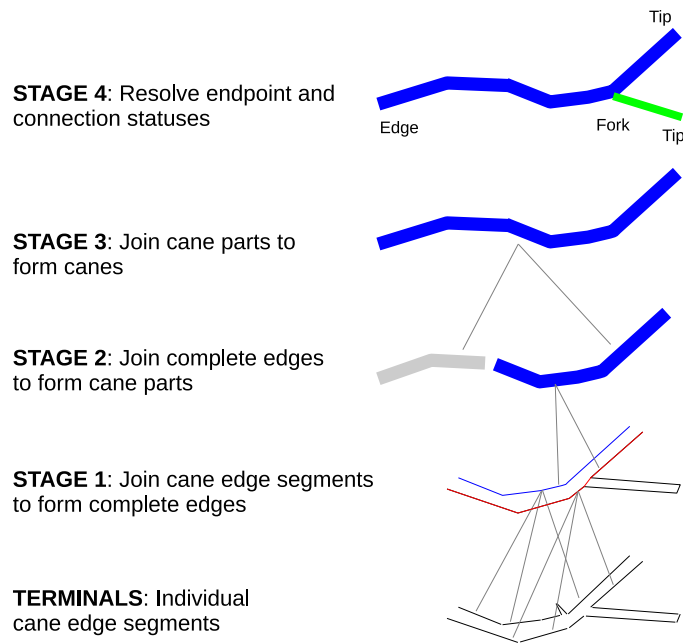 Tip
STAGE 4: Resolve endpoint and
connection statuses
Edge
Fork
Tip
STAGE 3: Join cane parts to
form canes
STAGE 2: Join complete edges
to form cane parts
STAGE 1: Join cane edge segments
to form complete edges
TERMINALS: Individual
cane edge segments